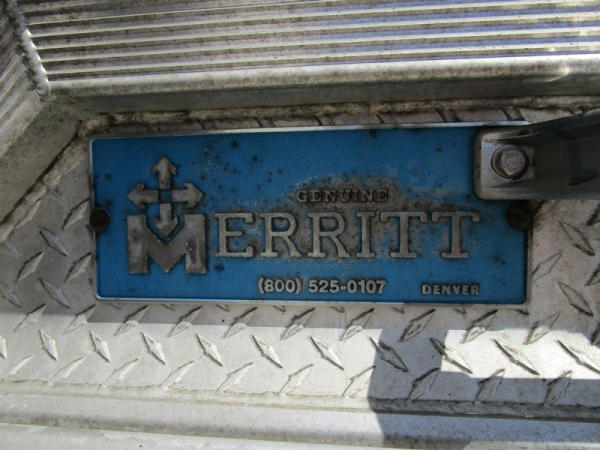 GENUINE
MERRITT
(800) 525-0107 DENVER